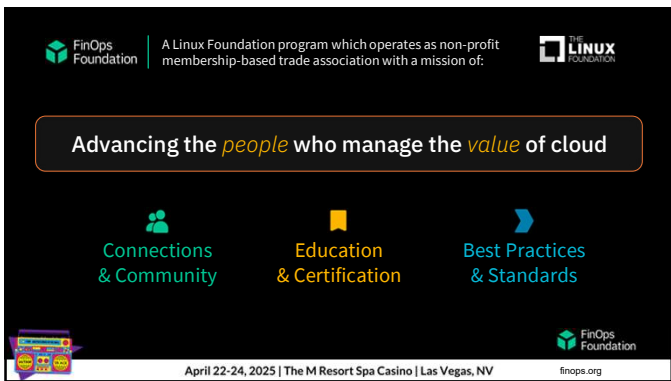 FinOps
Foundation
A Linux Foundation program which operates as non-profit
membership-based trade association with a mission of:
THE
LINUX
FOUNDATION
Advancing the people who manage the value of cloud
Connections
& Community
Education
& Certification
Best Practices
& Standards
FinOps
Foundation
April 22-24, 2025 | The M Resort Spa Casino | Las Vegas, NV
finops.org